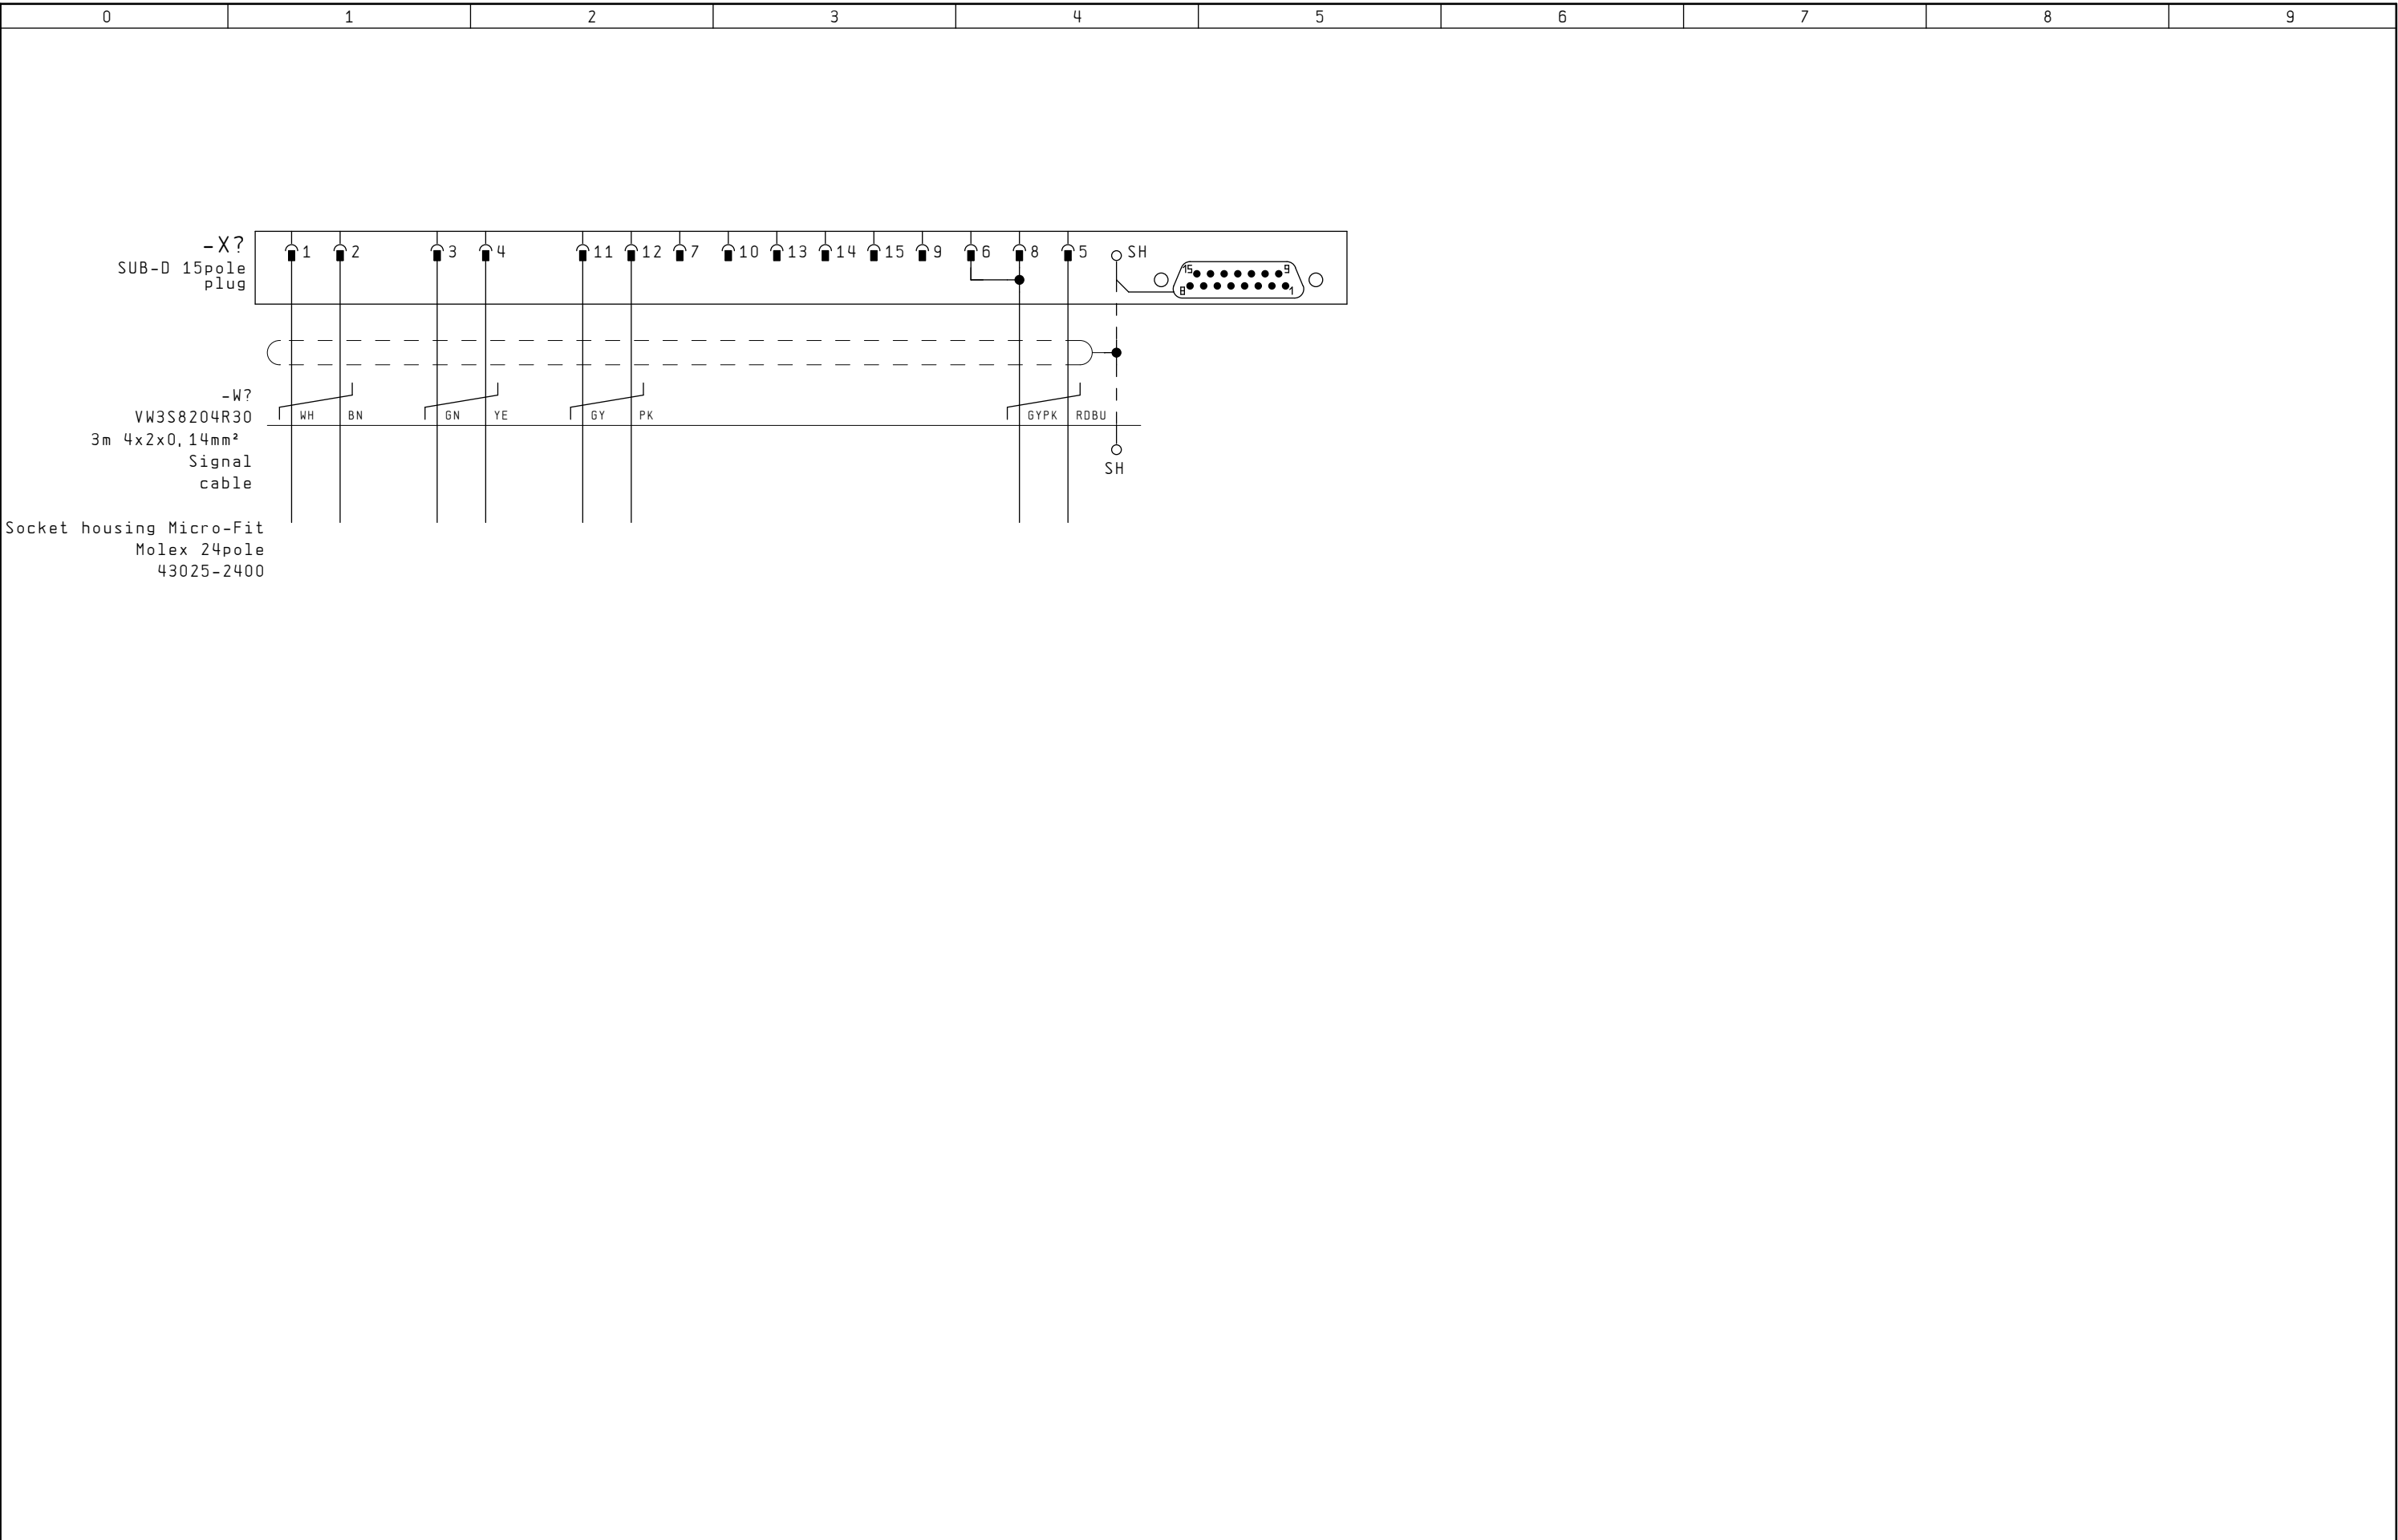 0 1 2 3 4 5 6 7 8 9
-X? 1 2 3 4 11 12 7 10 13 14 15 9 6 8 5 SH
SUB-D 15pole
plug
15 9
8 1
-W?
VW3S8204R30 WH BN GN YE GY PK GYPK RDBU
3m 4x2x0,14mm²
Signal
cable
SH
Socket housing Micro-Fit
Molex 24pole
43025-2400